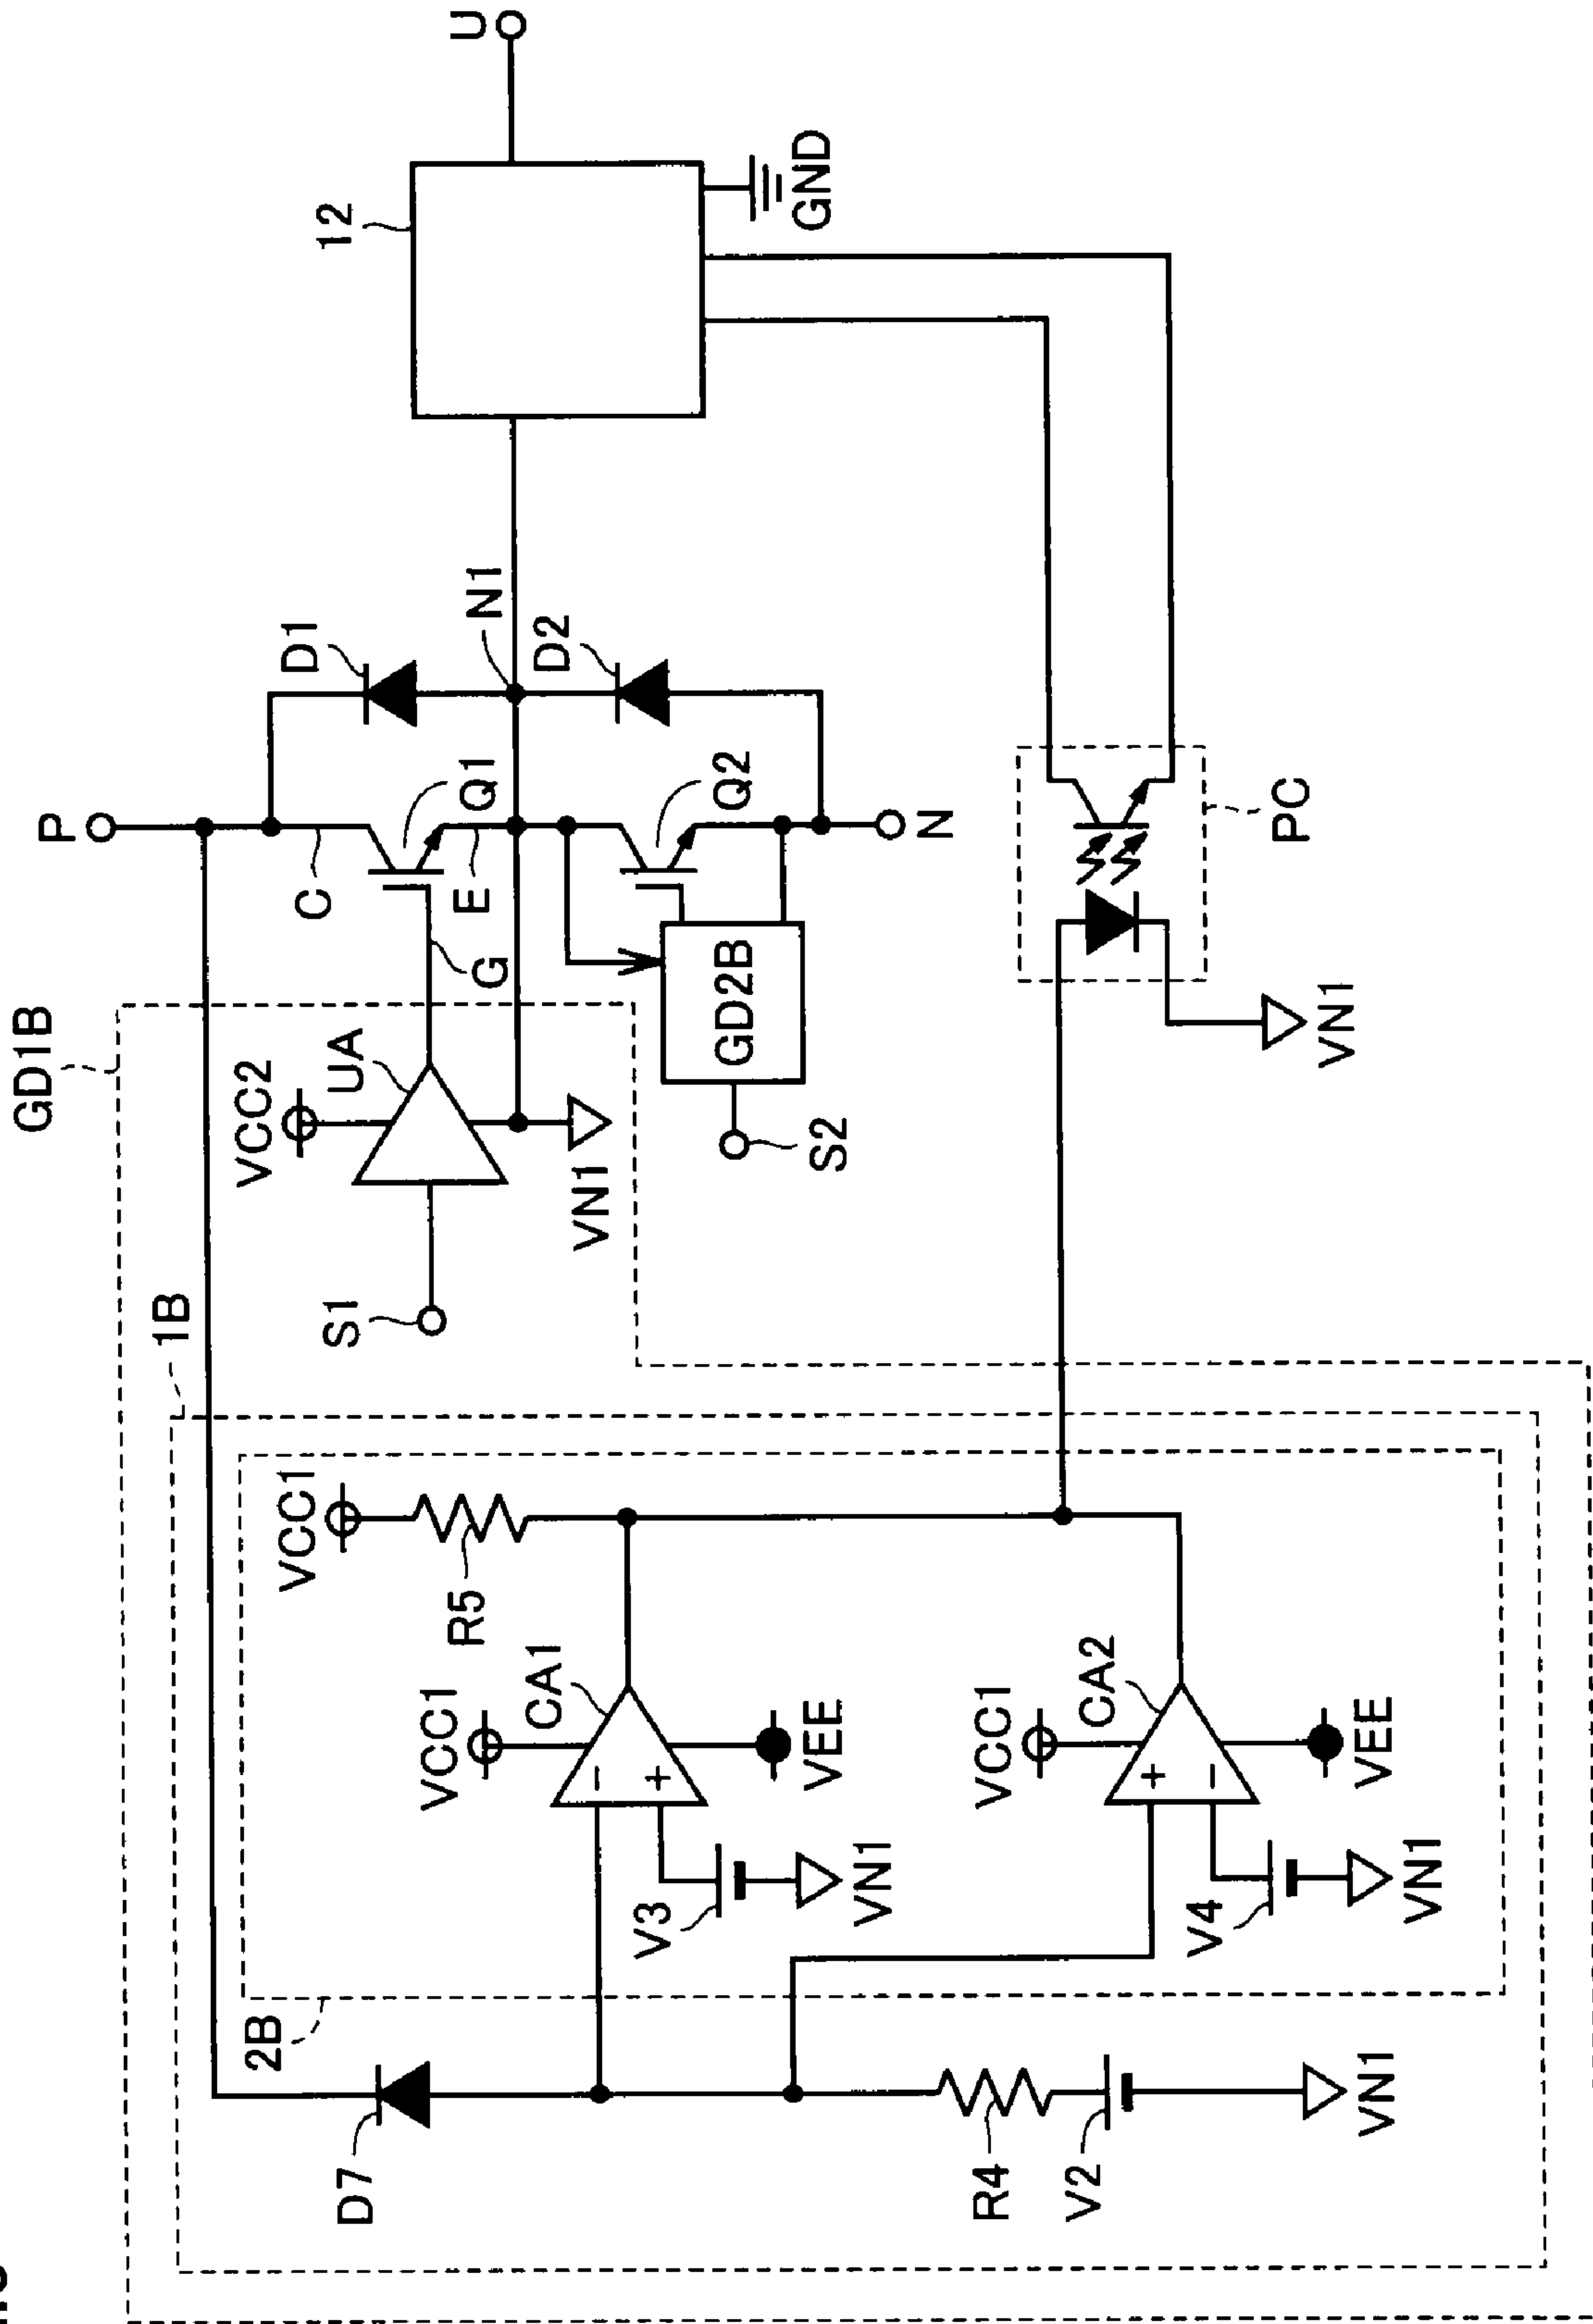 GD1B
P
U
12
GND
D1
N1
D2
C
Q1
E
Q2
G
N
VCC2
UA
GD2B
S1
VN1
S2
PC
VN1
1B
VCC1
R5
VCC1
CA1
VEE
VCC1
CA2
VEE
V3
VN1
V4
VN1
2B
D7
R4
V2
VN1